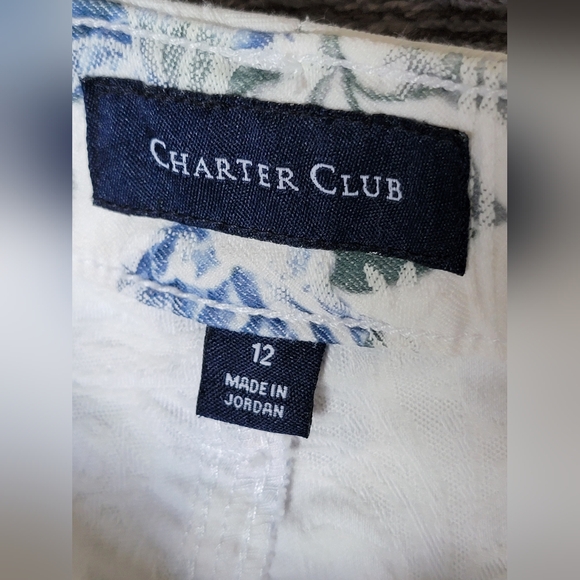 CHARTER CLUB
12
MADE IN
JORDAN